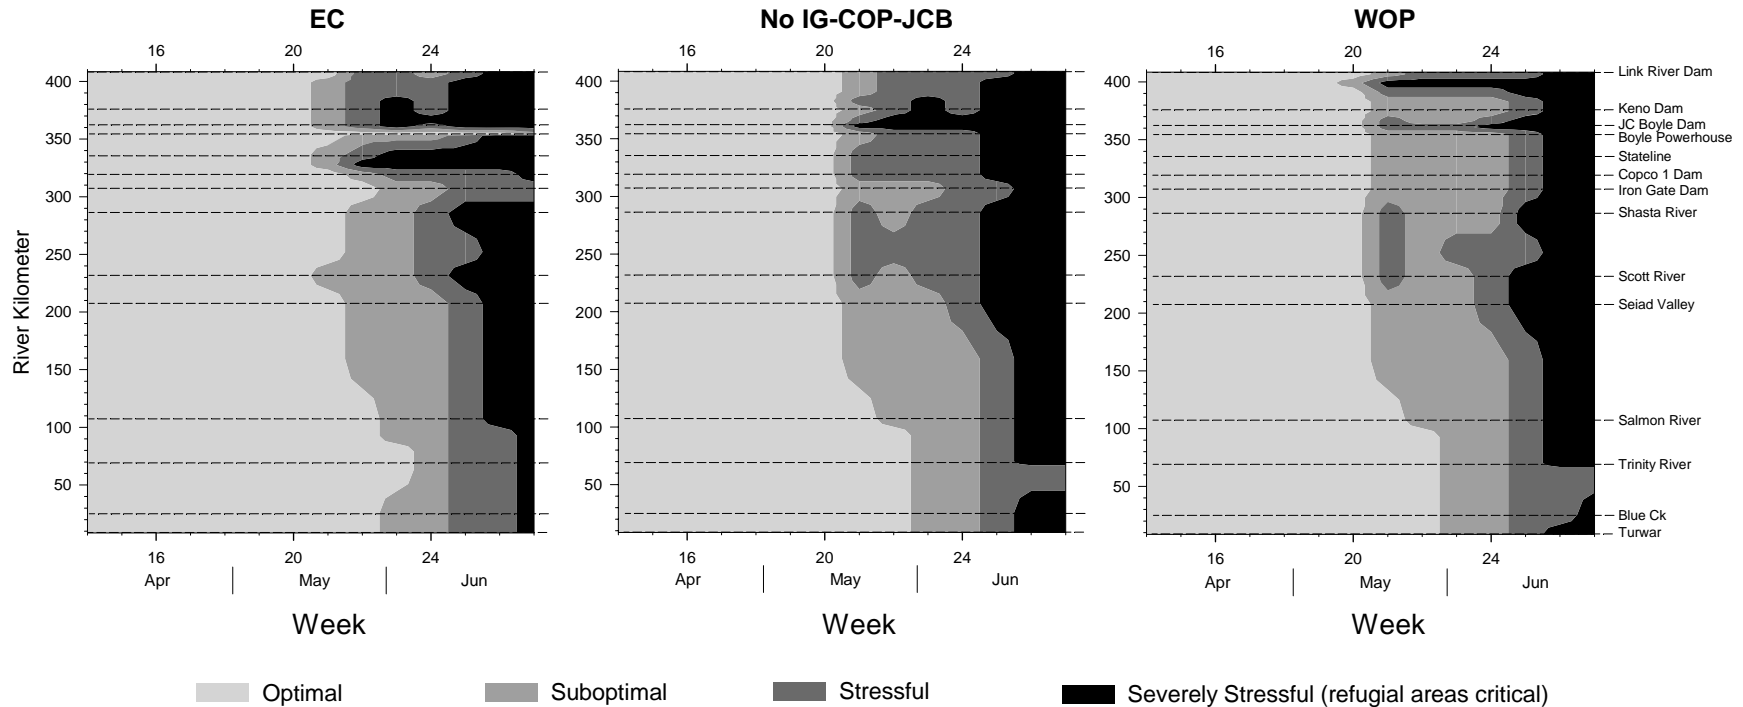 EC No IG-COP-JCB WOP
16 20 24 16 20 24 16 20 24
400 400 400 Link River Dam
Keno Dam
JC Boyle Dam
350 350 350 Boyle Powerhouse
Stateline
Copco 1 Dam
300 300 300 Iron Gate Dam
Shasta River
250 250 250
Scott River
Seiad Valley
200 200 200
150 150 150
100 100 100 Salmon River
Trinity River
50 50 50
Blue Ck
Turwar
River Kilometer
16 20 24 16 20 24 16 20 24
Apr May Jun Apr May Jun Apr May Jun
Week Week Week
Optimal Suboptimal Stressful Severely Stressful (refugial areas critical)